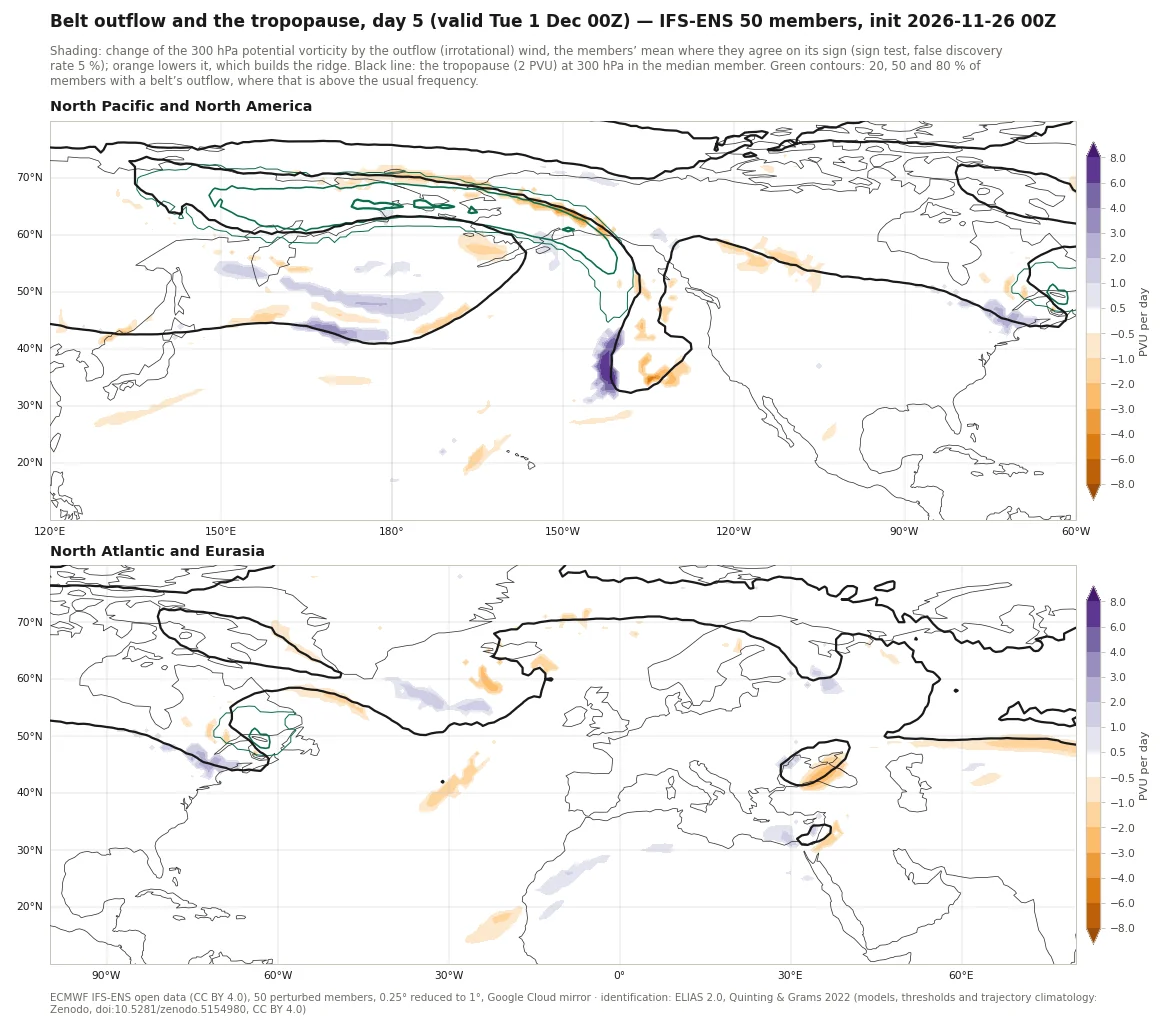 Belt outflow and the tropopause, day 5 (valid Tue 1 Dec 00Z) — IFS-ENS 50 members, init 2026-11-26 00Z
Shading: change of the 300 hPa potential vorticity by the outflow (irrotational) wind, the members’ mean where they agree on its sign (sign test, false discovery
rate 5 %); orange lowers it, which builds the ridge. Black line: the tropopause (2 PVU) at 300 hPa in the median member. Green contours: 20, 50 and 80 % of
members with a belt’s outflow, where that is above the usual frequency.
North Pacific and North America
70°N
60°N
50°N
40°N
30°N
20°N
120°E 150°E 180° 150°W 120°W 90°W 60°W
8.0
6.0
4.0
3.0
2.0
1.0
0.5
−0.5
−1.0
−2.0
−3.0
−4.0
−6.0
−8.0
PVU per day
North Atlantic and Eurasia
70°N
60°N
50°N
40°N
30°N
20°N
90°W 60°W 30°W 0° 30°E 60°E
8.0
6.0
4.0
3.0
2.0
1.0
0.5
−0.5
−1.0
−2.0
−3.0
−4.0
−6.0
−8.0
PVU per day
ECMWF IFS-ENS open data (CC BY 4.0), 50 perturbed members, 0.25° reduced to 1°, Google Cloud mirror · identification: ELIAS 2.0, Quinting & Grams 2022 (models, thresholds and trajectory climatology:
Zenodo, doi:10.5281/zenodo.5154980, CC BY 4.0)